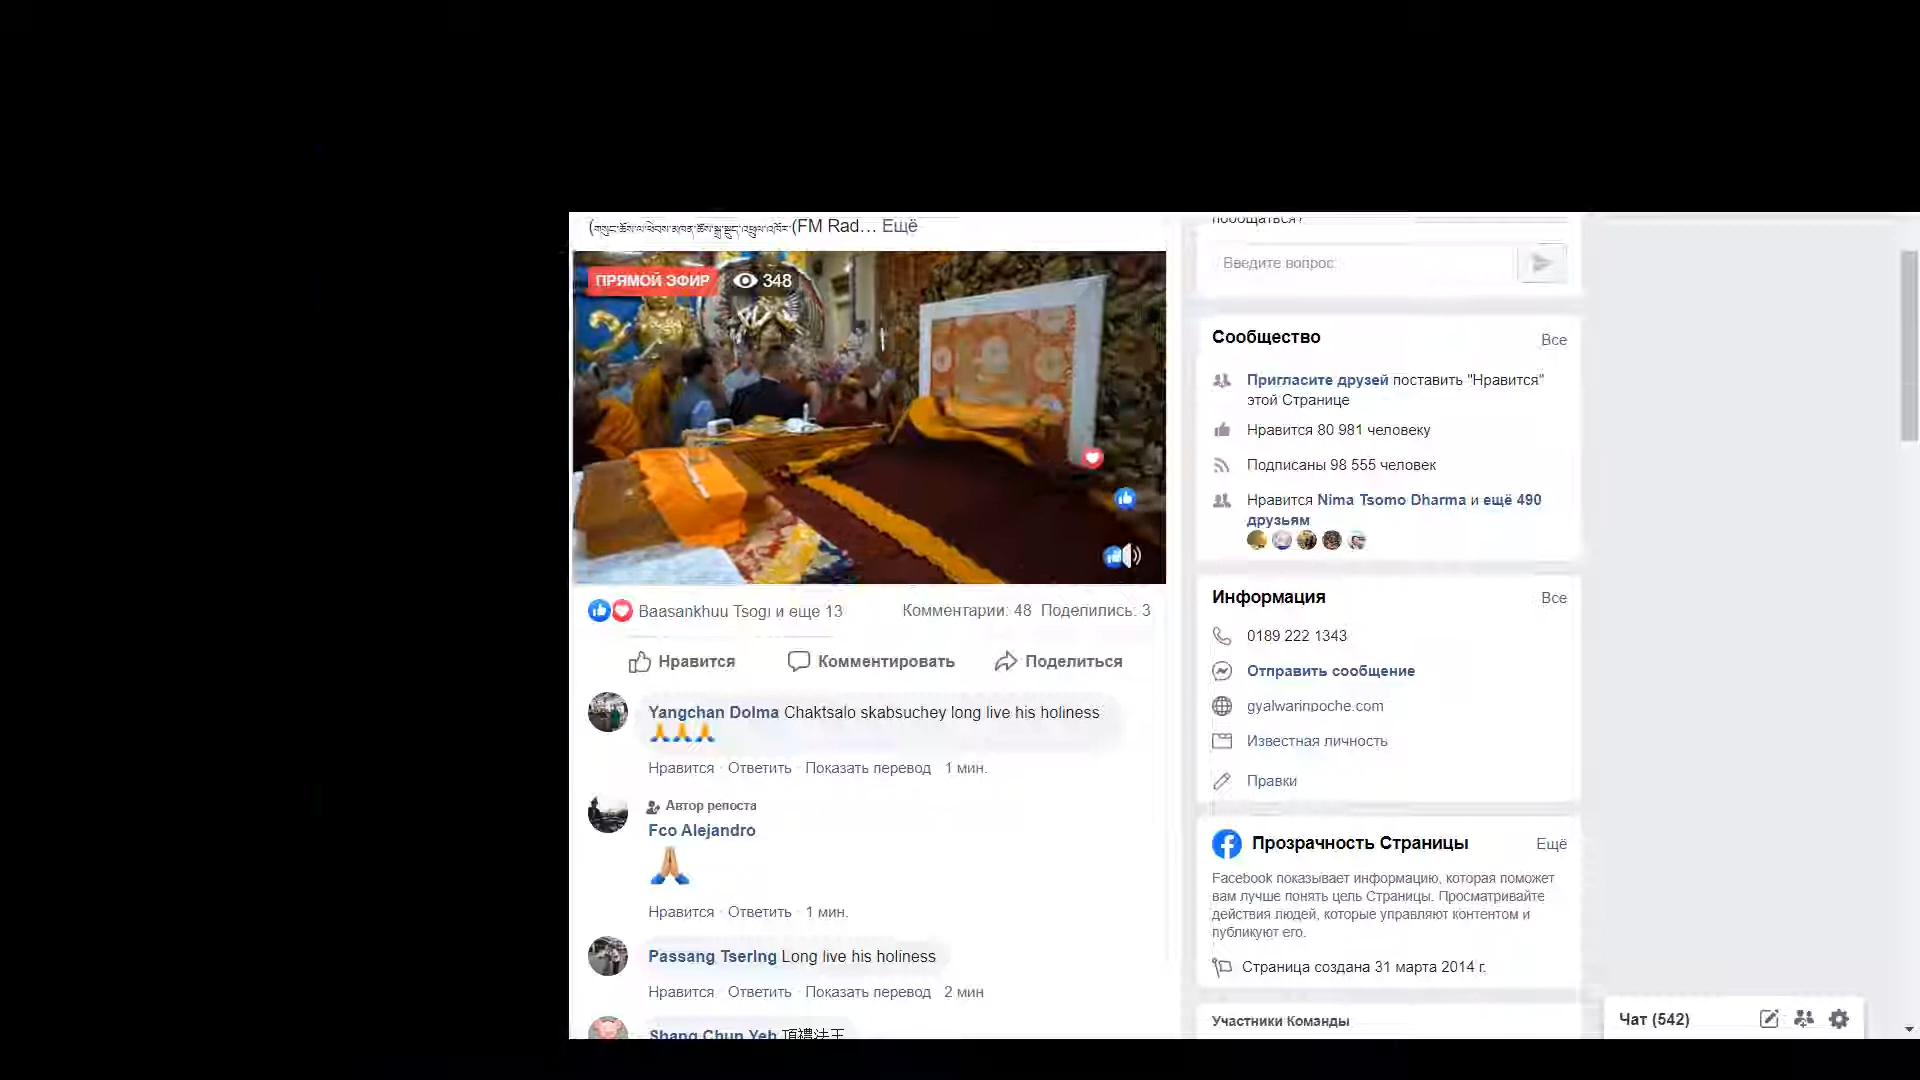 (གསུང་ཆོས་ལ་ཕེབས་མཁན་ཚོས་སྒྲ་སྡུད་འཕྲུལ་འཁོར་(FM Rad… Ещё
ПРЯМОЙ ЭФИР 348
Baasankhuu Tsogt и еще 13 Комментарии: 48 Поделились: 3
Нравится Комментировать Поделиться
Yangchan Dolma Chaktsalo skabsuchey long live his holiness
🙏🙏🙏
Нравится · Ответить · Показать перевод 1 мин.
Автор репоста
Fco Alejandro
🙏🏼
Нравится · Ответить · 1 мин.
Passang Tsering Long live his holiness
Нравится · Ответить · Показать перевод 2 мин
Shang Chun Yeh 頂禮法王
пообщаться?
Введите вопрос:
Сообщество Все
Пригласите друзей поставить "Нравится"
этой Странице
Нравится 80 981 человеку
Подписаны 98 555 человек
Нравится Nima Tsomo Dharma и ещё 490
друзьям
Информация Все
0189 222 1343
Отправить сообщение
gyalwarinpoche.com
Известная личность
Правки
Прозрачность Страницы Ещё
Facebook показывает информацию, которая поможет
вам лучше понять цель Страницы. Просматривайте
действия людей, которые управляют контентом и
публикуют его.
Страница создана 31 марта 2014 г.
Участники Команды
Чат (542)